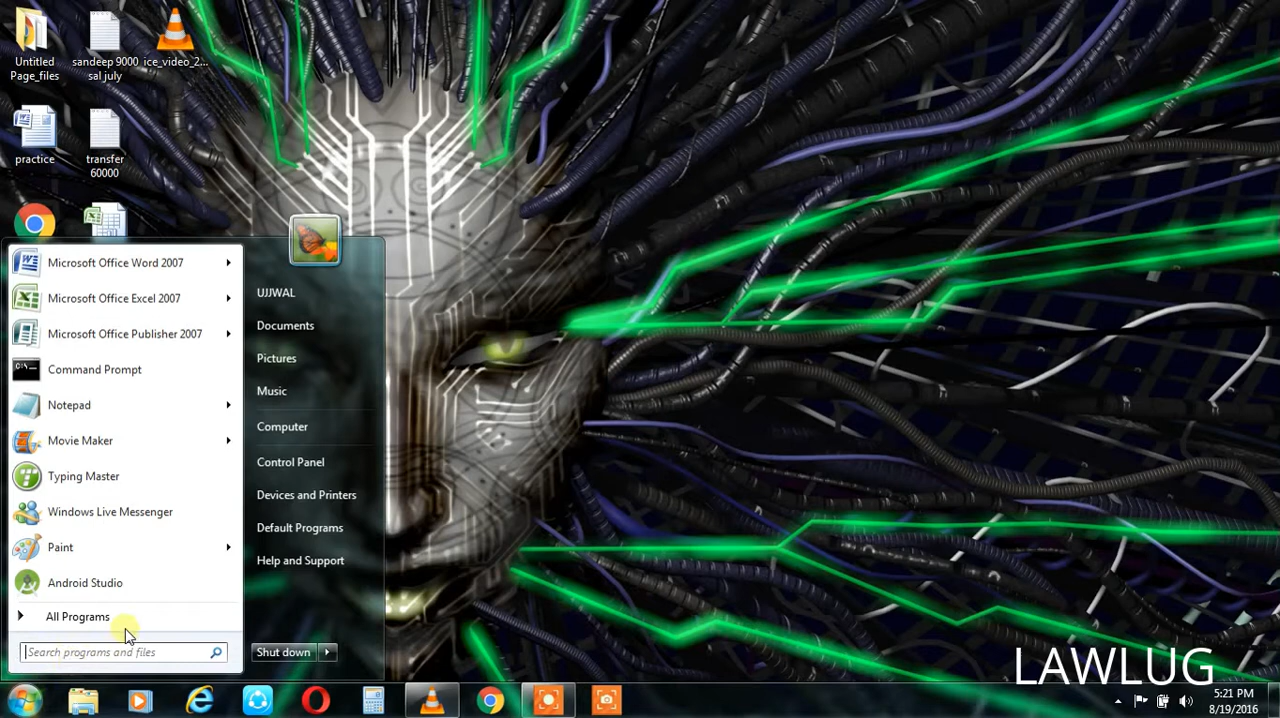 Untitled
Page_files
sandeep 9000
sal july
ice_video_2...
practice
transfer
60000
Microsoft Office Word 2007
Microsoft Office Excel 2007
Microsoft Office Publisher 2007
Command Prompt
Notepad
Movie Maker
Typing Master
Windows Live Messenger
Paint
Android Studio
All Programs
Search programs and files
UJJWAL
Documents
Pictures
Music
Computer
Control Panel
Devices and Printers
Default Programs
Help and Support
Shut down
LAWLUG
5:21 PM
8/19/2016